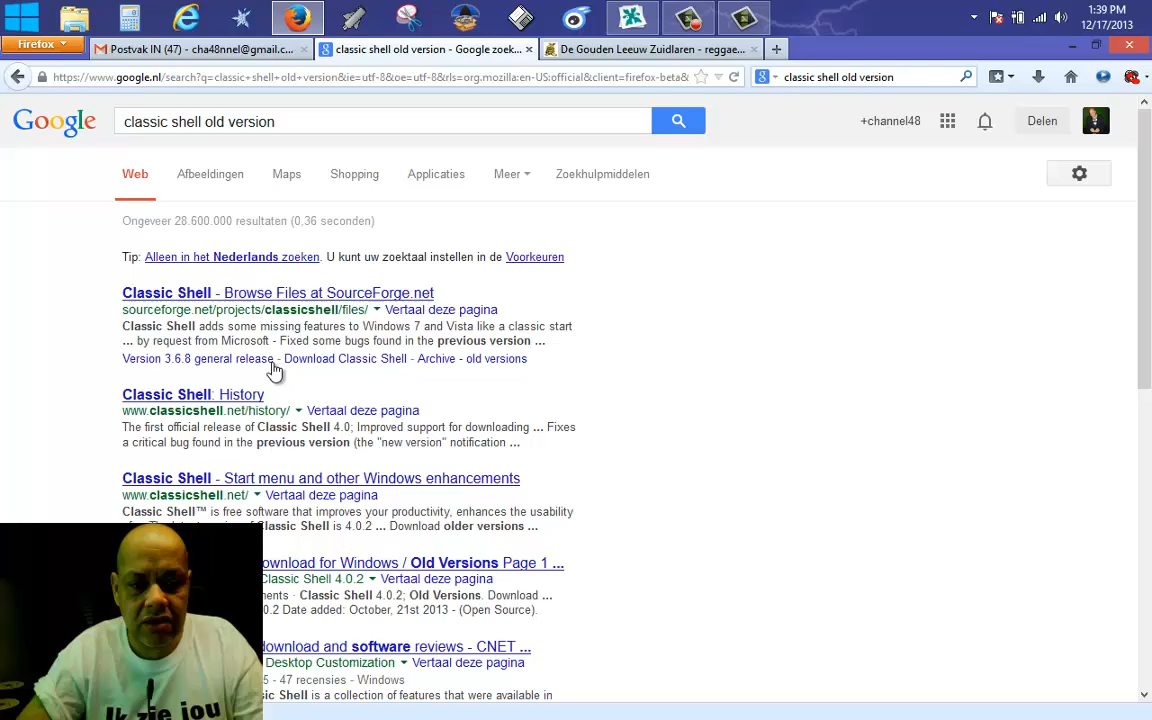 1:39 PM
12/17/2013
Firefox
Postvak IN (47) - cha48nnel@gmail.c...
classic shell old version - Google zoek...
De Gouden Leeuw Zuidlaren - reggae...
https://www.google.nl/search?q=classic+shell+old+version&ie=utf-8&oe=utf-8&rls=org.mozilla:en-US:official&client=firefox-beta&
classic shell old version
Google
classic shell old version
+channel48
Delen
Web Afbeeldingen Maps Shopping Applicaties Meer Zoekhulpmiddelen
Ongeveer 28.600.000 resultaten (0,36 seconden)
Tip: Alleen in het Nederlands zoeken. U kunt uw zoektaal instellen in de Voorkeuren
Classic Shell - Browse Files at SourceForge.net
sourceforge.net/projects/classicshell/files/ Vertaal deze pagina
Classic Shell adds some missing features to Windows 7 and Vista like a classic start
... by request from Microsoft - Fixed some bugs found in the previous version ...
Version 3.6.8 general release - Download Classic Shell - Archive - old versions
Classic Shell: History
www.classicshell.net/history/ Vertaal deze pagina
The first official release of Classic Shell 4.0; Improved support for downloading ... Fixes
a critical bug found in the previous version (the "new version" notification ...
Classic Shell - Start menu and other Windows enhancements
www.classicshell.net/ Vertaal deze pagina
Classic Shell™ is free software that improves your productivity, enhances the usability
Classic Shell is 4.0.2 ... Download older versions ...
ownload for Windows / Old Versions Page 1 ...
Classic Shell 4.0.2 Vertaal deze pagina
ments · Classic Shell 4.0.2; Old Versions. Download ...
0.2 Date added: October, 21st 2013 - (Open Source).
ownload and software reviews - CNET ...
Desktop Customization Vertaal deze pagina
5 - 47 recensies - Windows
sic Shell is a collection of features that were available in
Ik zie jou